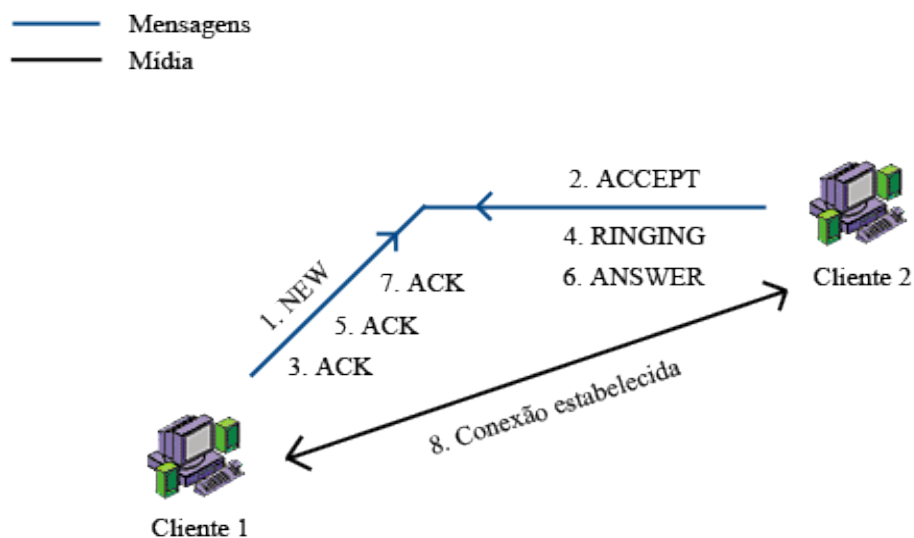 Mensagens
Mídia
2. ACCEPT
4. RINGING
6. ANSWER
Cliente 2
1. NEW
7. ACK
5. ACK
3. ACK
8. Conexão estabelecida
Cliente 1